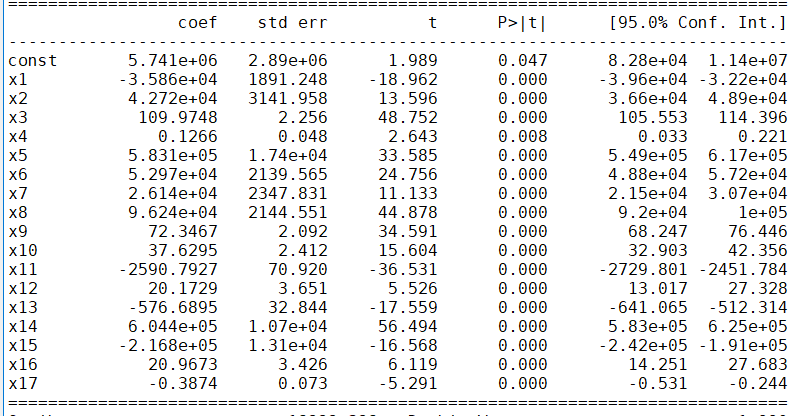 coef std err t P>|t| [95.0% Conf. Int.]
const 5.741e+06 2.89e+06 1.989 0.047 8.28e+04 1.14e+07
x1 -3.586e+04 1891.248 -18.962 0.000 -3.96e+04 -3.22e+04
x2 4.272e+04 3141.958 13.596 0.000 3.66e+04 4.89e+04
x3 109.9748 2.256 48.752 0.000 105.553 114.396
x4 0.1266 0.048 2.643 0.008 0.033 0.221
x5 5.831e+05 1.74e+04 33.585 0.000 5.49e+05 6.17e+05
x6 5.297e+04 2139.565 24.756 0.000 4.88e+04 5.72e+04
x7 2.614e+04 2347.831 11.133 0.000 2.15e+04 3.07e+04
x8 9.624e+04 2144.551 44.878 0.000 9.2e+04 1e+05
x9 72.3467 2.092 34.591 0.000 68.247 76.446
x10 37.6295 2.412 15.604 0.000 32.903 42.356
x11 -2590.7927 70.920 -36.531 0.000 -2729.801 -2451.784
x12 20.1729 3.651 5.526 0.000 13.017 27.328
x13 -576.6895 32.844 -17.559 0.000 -641.065 -512.314
x14 6.044e+05 1.07e+04 56.494 0.000 5.83e+05 6.25e+05
x15 -2.168e+05 1.31e+04 -16.568 0.000 -2.42e+05 -1.91e+05
x16 20.9673 3.426 6.119 0.000 14.251 27.683
x17 -0.3874 0.073 -5.291 0.000 -0.531 -0.244